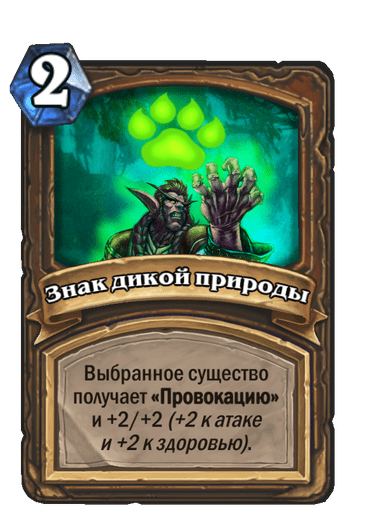 2
Знак дикой природы
Выбранное существо
получает «Провокацию»
и +2/+2 (+2 к атаке
и +2 к здоровью).